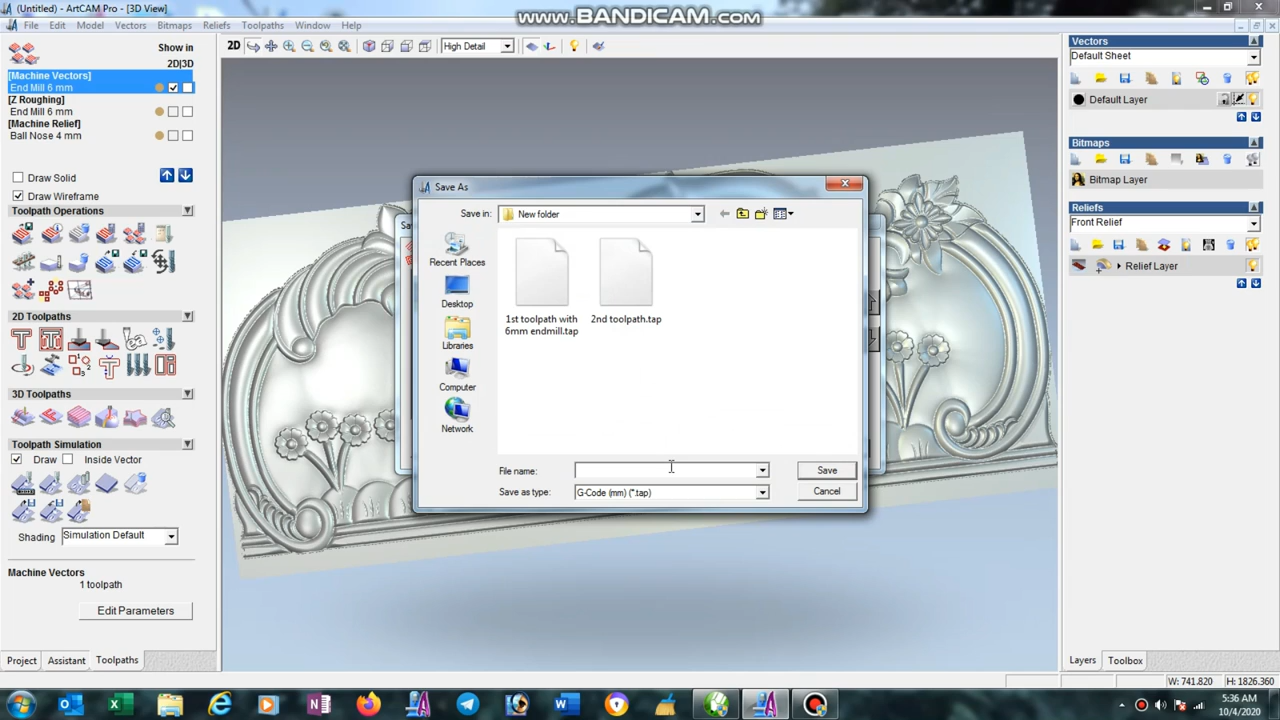 (Untitled) - ArtCAM Pro - [3D View]
www.BANDICAM.com
File Edit Model Vectors Bitmaps Reliefs Toolpaths Window Help
Show in
2D|3D
[Machine Vectors]
End Mill 6 mm
[Z Roughing]
End Mill 6 mm
[Machine Relief]
Ball Nose 4 mm
Draw Solid
Draw Wireframe
Toolpath Operations
2D Toolpaths
3D Toolpaths
Toolpath Simulation
Draw Inside Vector
Shading Simulation Default
Machine Vectors
1 toolpath
Edit Parameters
Project Assistant Toolpaths
2D
High Detail
Save As
Save in: New folder
Recent Places
Desktop
Libraries
Computer
Network
1st toolpath with
6mm endmill.tap
2nd toolpath.tap
File name:
Save
Save as type: G-Code (mm) (*.tap)
Cancel
Vectors
Default Sheet
Default Layer
Bitmaps
Bitmap Layer
Reliefs
Front Relief
Relief Layer
Layers Toolbox
W: 741.820 H: 1826.360
5:36 AM
10/4/2020